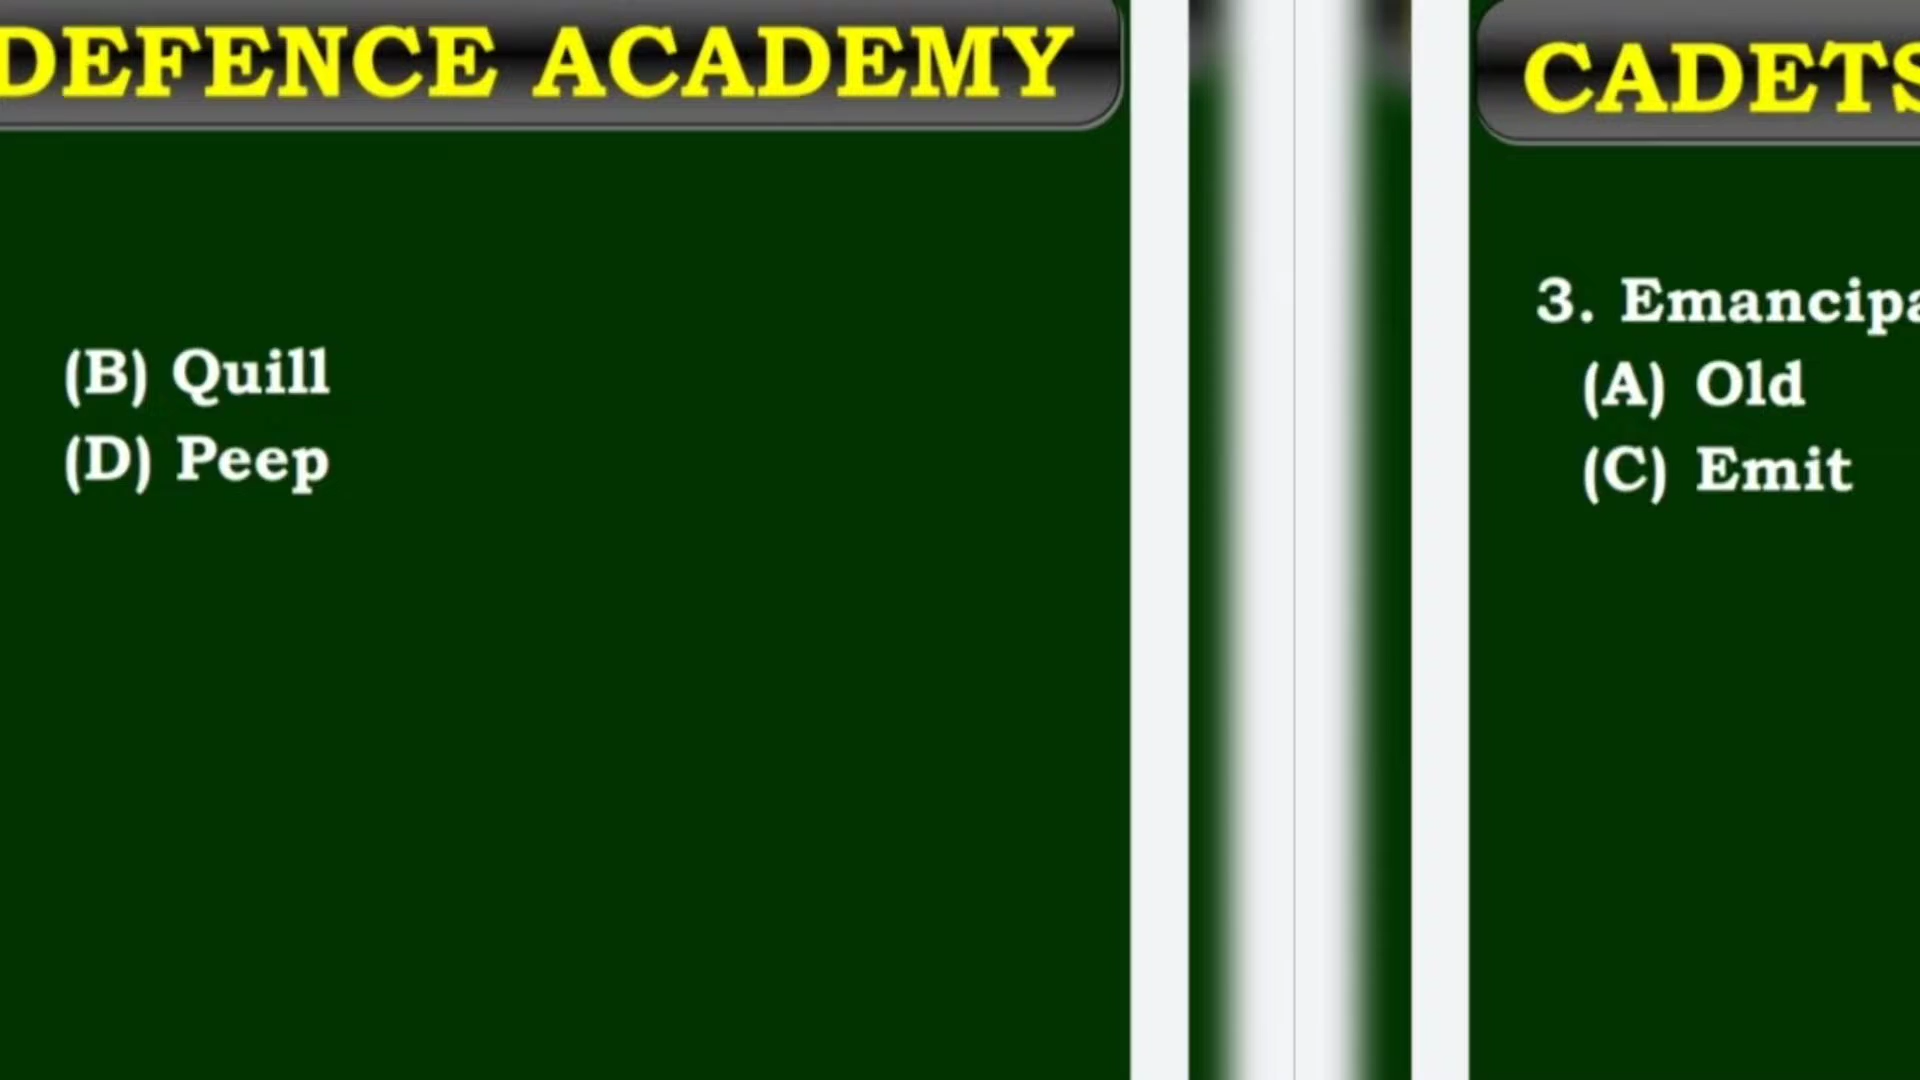 DEFENCE ACADEMY
(B) Quill
(D) Peep
CADETS
3. Emancipa
(A) Old
(C) Emit